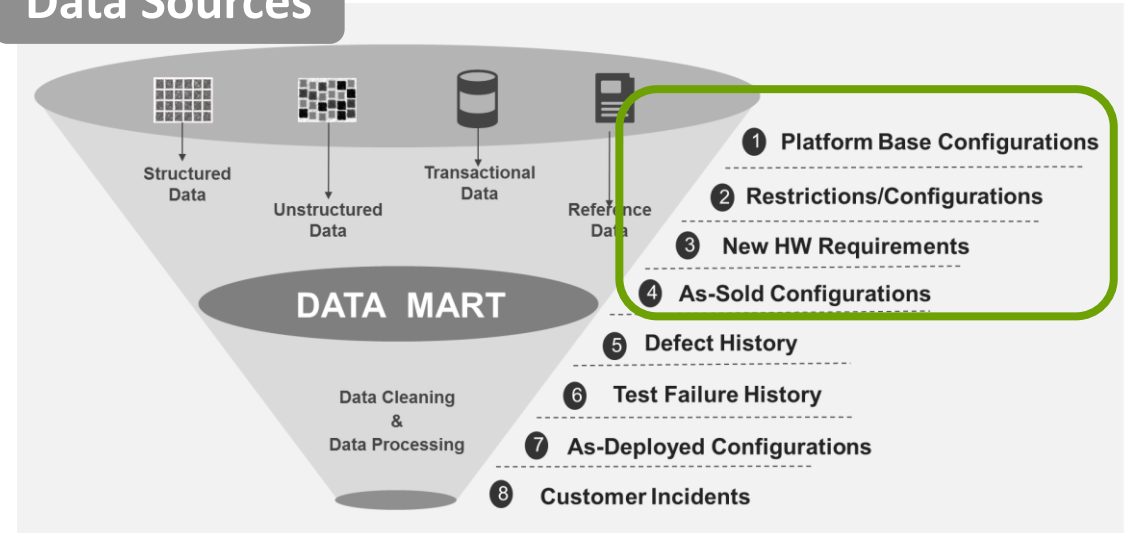 Data Sources
Structured
Data
Unstructured
Data
Transactional
Data
Reference
Data
1 Platform Base Configurations
2 Restrictions/Configurations
3 New HW Requirements
4 As-Sold Configurations
DATA MART
5 Defect History
6 Test Failure History
Data Cleaning
&
Data Processing
7 As-Deployed Configurations
8 Customer Incidents